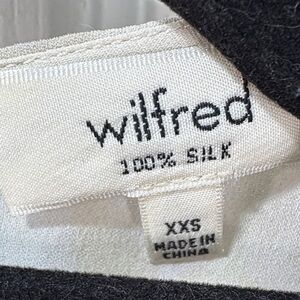 wilfred
100% SILK
XXS
MADE IN
CHINA